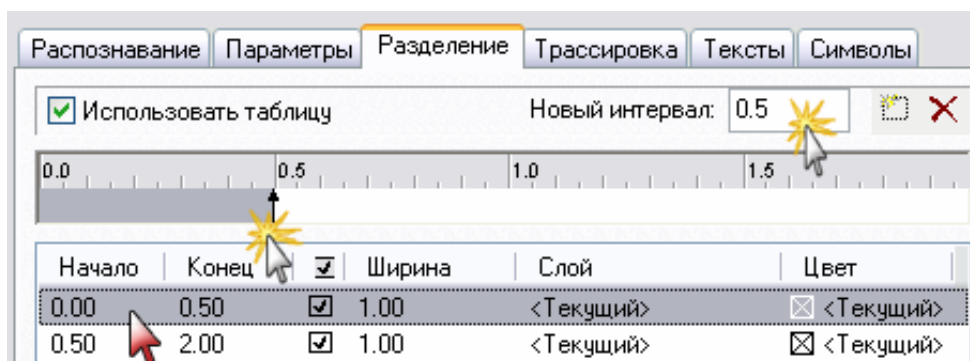 Распознавание Параметры Разделение Трассировка Тексты Символы
Использовать таблицу Новый интервал: 0.5
0.0 0.5 1.0 1.5
Начало Конец Ширина Слой Цвет
0.00 0.50 1.00 <Текущий> <Текущий>
0.50 2.00 1.00 <Текущий> <Текущий>